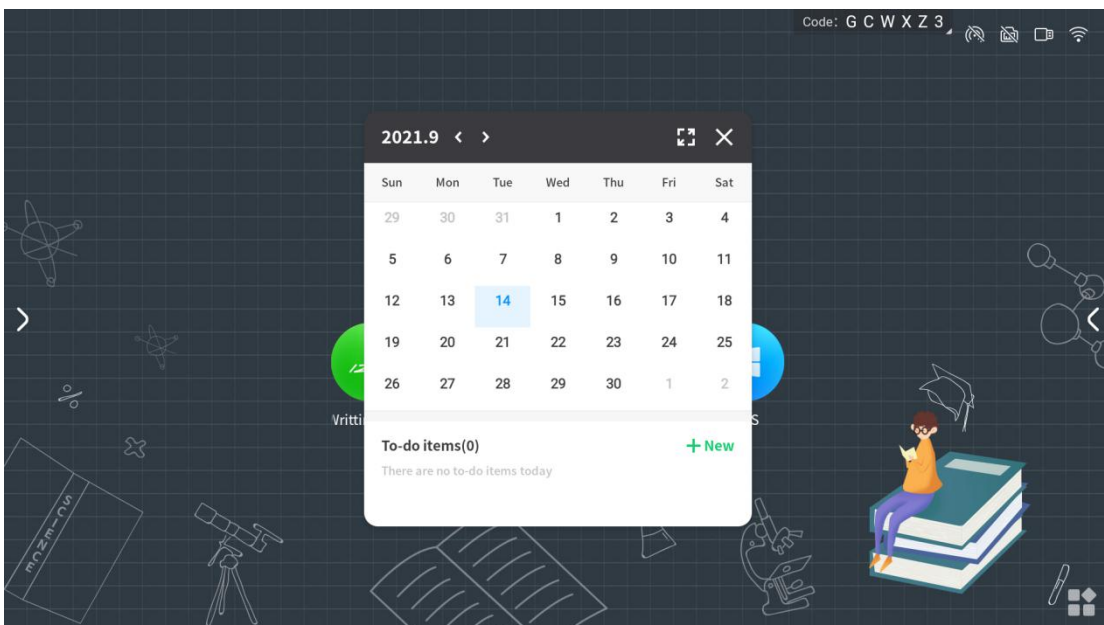 Code: G C W X Z 3
2021.9 < >
Sun Mon Tue Wed Thu Fri Sat
29 30 31 1 2 3 4
5 6 7 8 9 10 11
12 13 14 15 16 17 18
19 20 21 22 23 24 25
26 27 28 29 30 1 2
To-do items(0) + New
There are no to-do items today
SCIENCE